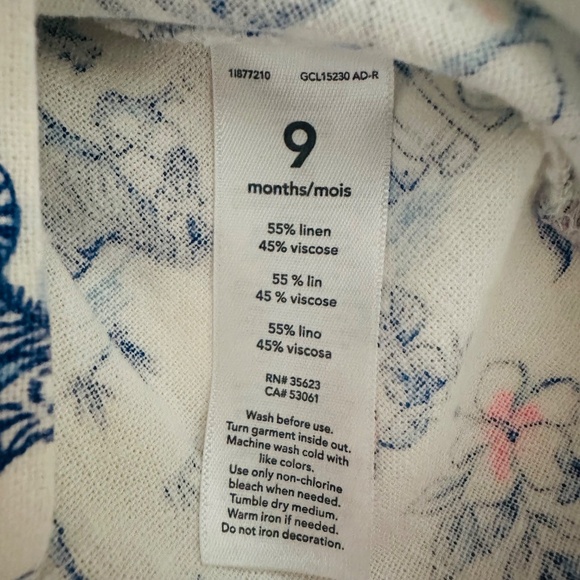 1I877210 GCL15230 AD-R
9
months/mois
55% linen
45% viscose
55 % lin
45 % viscose
55% lino
45% viscosa
RN# 35623
CA# 53061
Wash before use.
Turn garment inside out.
Machine wash cold with
like colors.
Use only non-chlorine
bleach when needed.
Tumble dry medium.
Warm iron if needed.
Do not iron decoration.